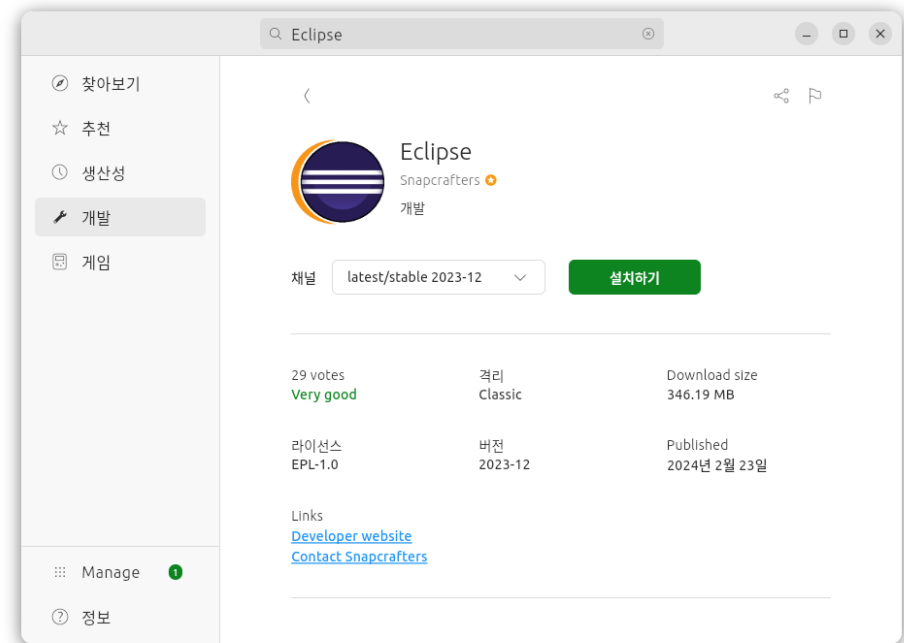 Eclipse
찾아보기
추천
생산성
개발
게임
Manage 1
정보
Eclipse
Snapcrafters
개발
채널 latest/stable 2023-12 설치하기
29 votes 격리 Download size
Very good Classic 346.19 MB
라이선스 버전 Published
EPL-1.0 2023-12 2024년 2월 23일
Links
Developer website
Contact Snapcrafters